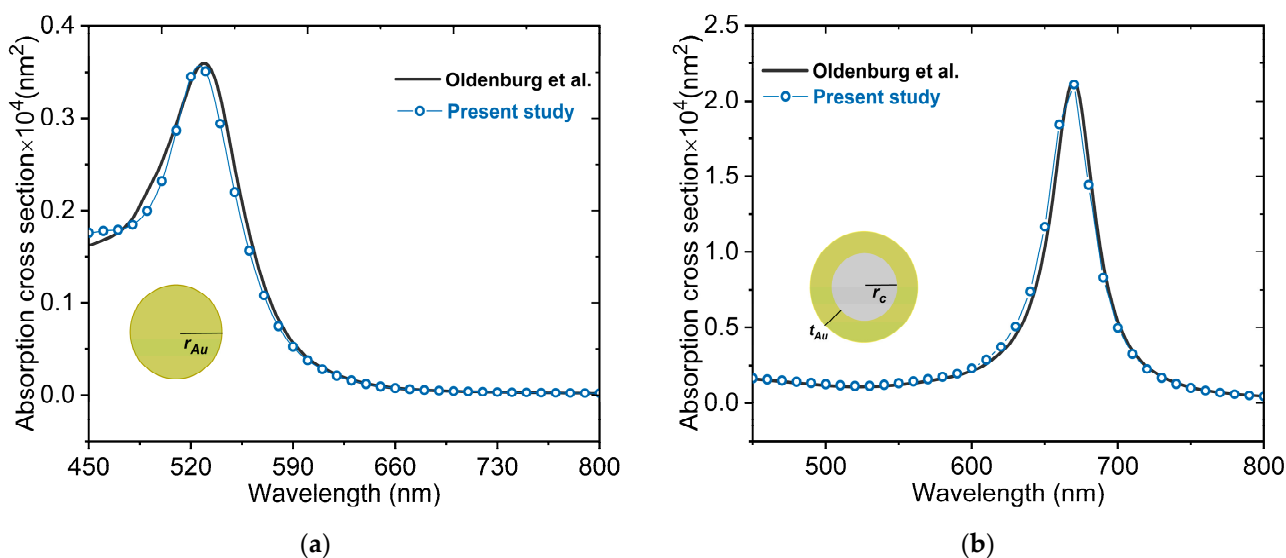 Absorption cross section×10⁴(nm²)
0.4
0.3
0.2
0.1
0.0
Oldenburg et al.
Present study
r_Au
450 520 590 660 730 800
Wavelength (nm)
(a)
Absorption cross section×10⁴(nm²)
2.5
2.0
1.5
1.0
0.5
0.0
Oldenburg et al.
Present study
r_c
t_Au
500 600 700 800
Wavelength (nm)
(b)